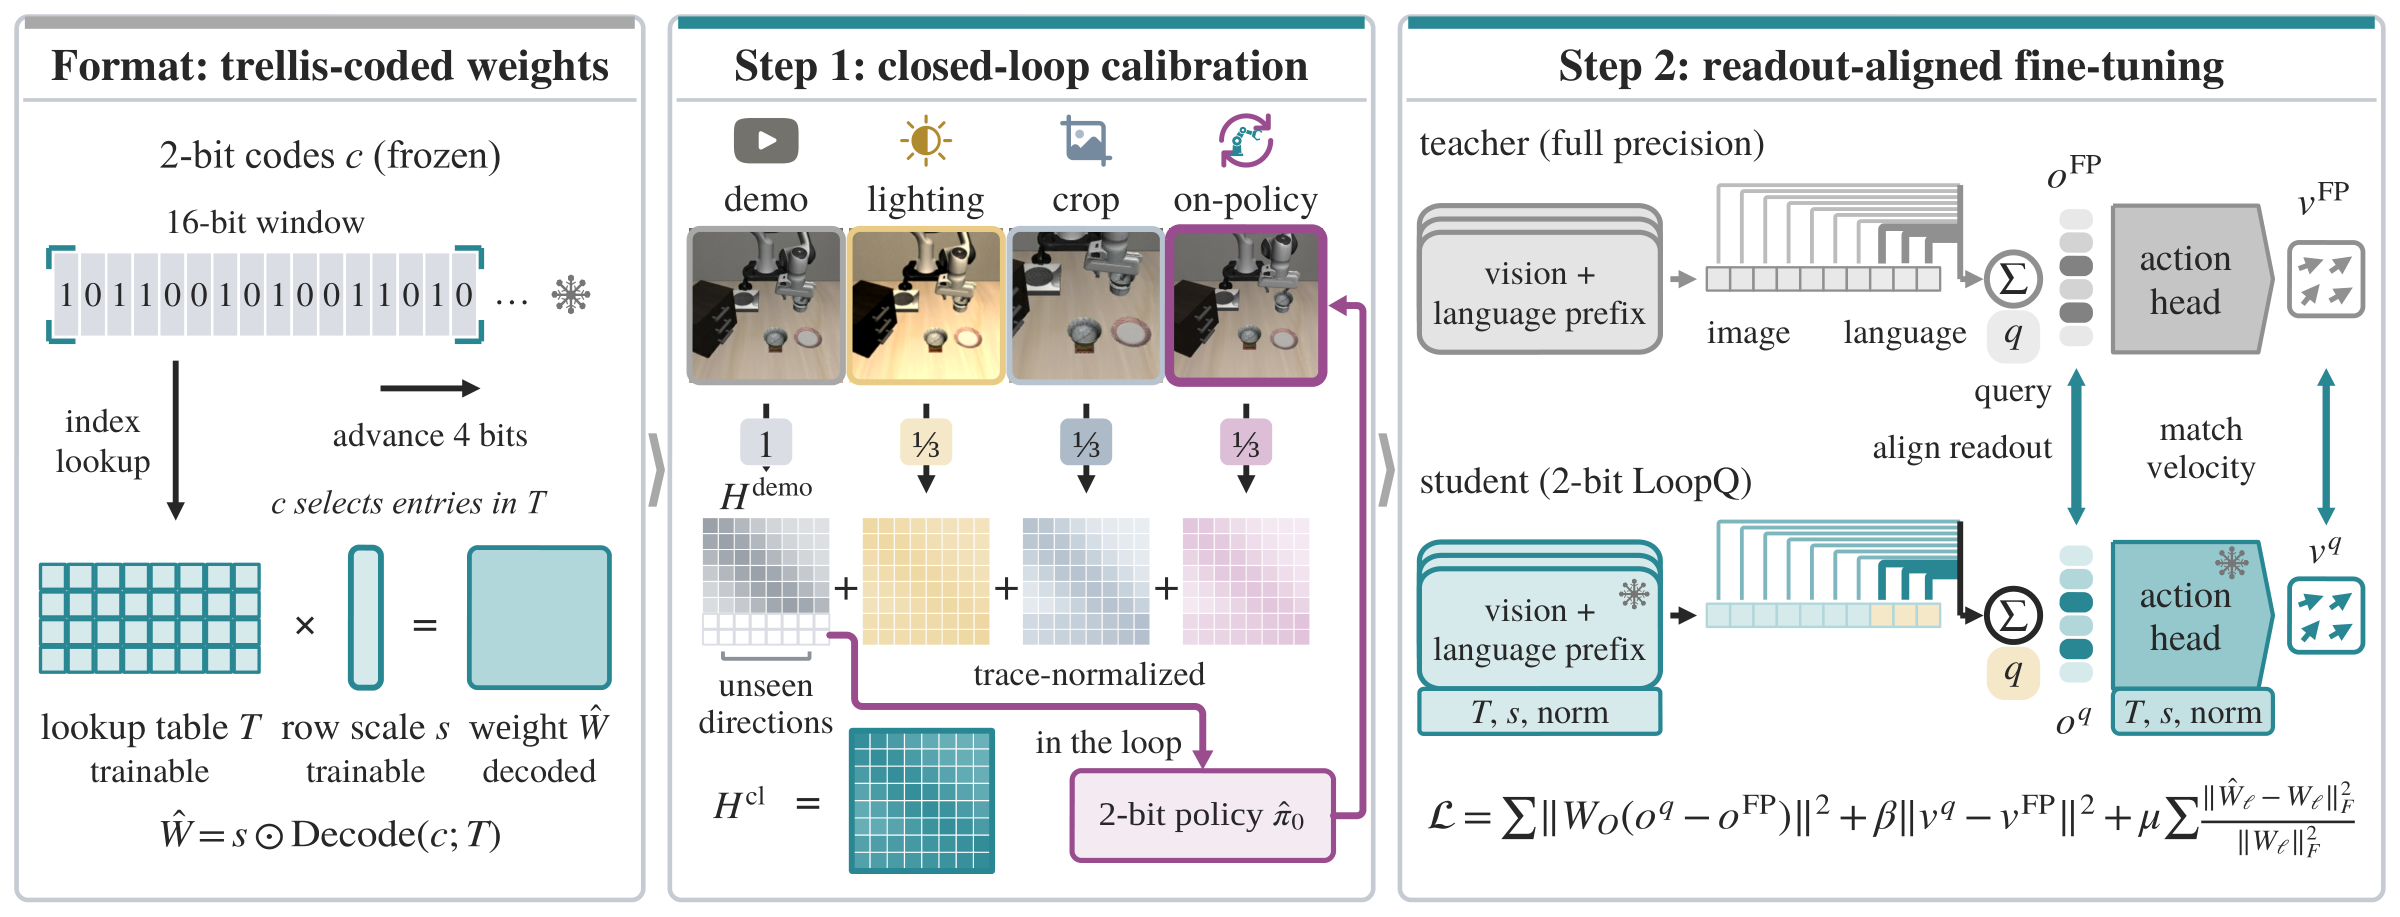 Format: trellis-coded weights
2-bit codes c (frozen)
16-bit window
1 0 1 1 0 0 1 0 1 0 0 1 1 0 1 0 …
index
lookup
advance 4 bits
c selects entries in T
× =
lookup table T
trainable
row scale s
trainable
weight Ŵ
decoded
Ŵ = s ⊙ Decode(c; T)
Step 1: closed-loop calibration
demo lighting crop on-policy
1 ⅓ ⅓ ⅓
H^demo
+ + +
unseen
directions
trace-normalized
in the loop
H^cl =
2-bit policy π̂₀
Step 2: readout-aligned fine-tuning
teacher (full precision)
vision +
language prefix
image language
Σ
q
query
o^FP
action
head
v^FP
align readout
match
velocity
student (2-bit LoopQ)
vision +
language prefix
T, s, norm
Σ
q
o^q
action
head
T, s, norm
v^q
ℒ = ∑‖W_O(o^q − o^FP)‖² + β‖v^q − v^FP‖² + μ∑ ‖Ŵ_ℓ − W_ℓ‖²_F / ‖W_ℓ‖²_F